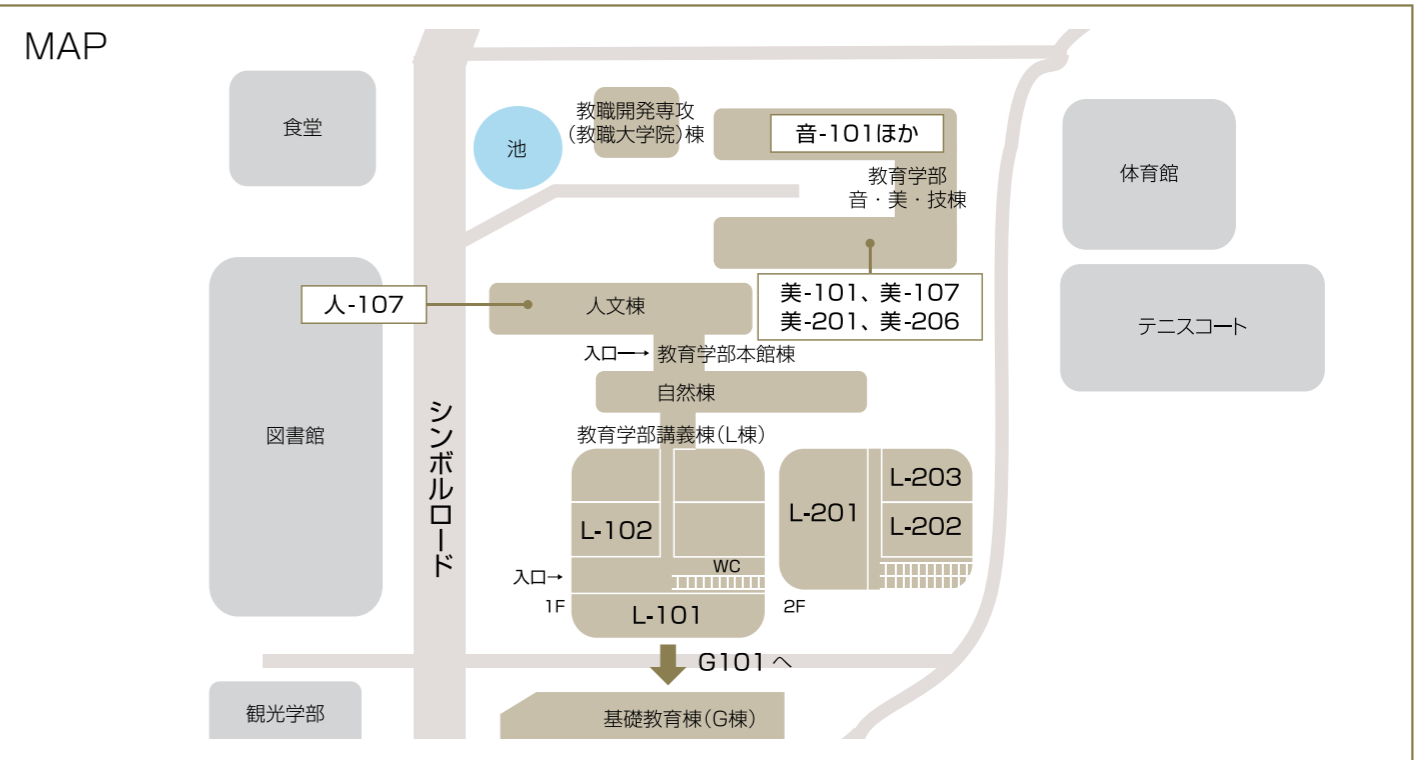 MAP
食堂
池
教職開発専攻
(教職大学院)棟
音-101ほか
教育学部
音・美・技棟
体育館
人-107
人文棟
美-101、美-107
美-201、美-206
テニスコート
入口→
教育学部本館棟
自然棟
図書館
シンボルロード
教育学部講義棟(L棟)
L-102
L-201
L-203
L-202
入口→
WC
1F
L-101
2F
G101へ
観光学部
基礎教育棟(G棟)